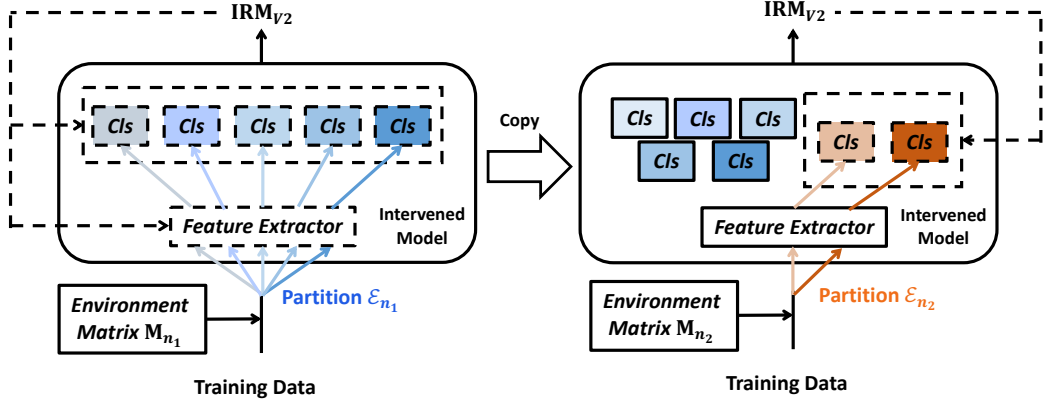 IRM_{V2}
Cls Cls Cls Cls Cls
Feature Extractor
Intervened
Model
Partition ℰ_{n_1}
Environment
Matrix M_{n_1}
Training Data
Copy
IRM_{V2}
Cls Cls Cls
Cls Cls
Cls Cls
Feature Extractor
Intervened
Model
Partition ℰ_{n_2}
Environment
Matrix M_{n_2}
Training Data